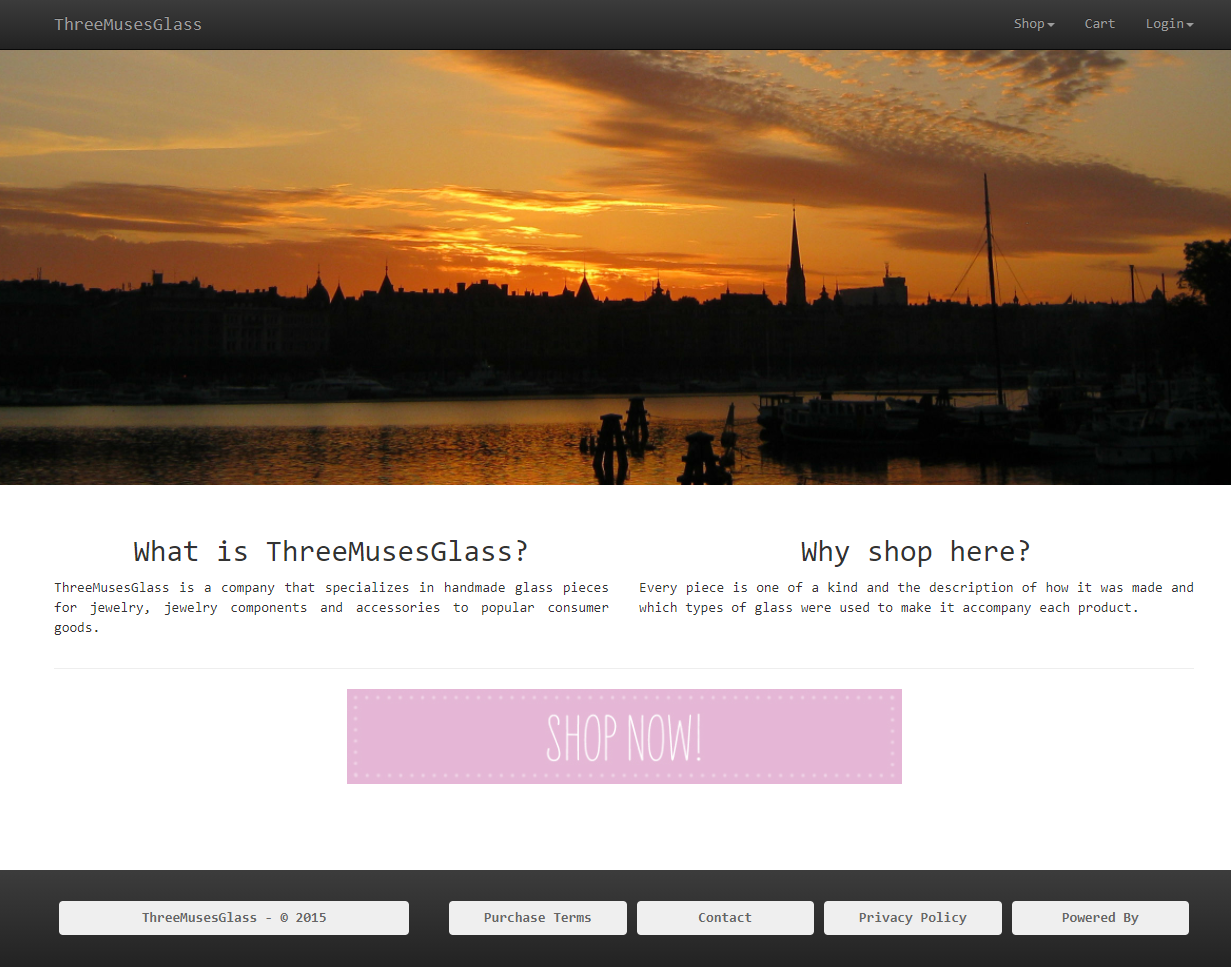 ThreeMusesGlass Shop Cart Login
What is ThreeMusesGlass?
ThreeMusesGlass is a company that specializes in handmade glass pieces
for jewelry, jewelry components and accessories to popular consumer
goods.
Why shop here?
Every piece is one of a kind and the description of how it was made and
which types of glass were used to make it accompany each product.
SHOP NOW!
ThreeMusesGlass - © 2015 Purchase Terms Contact Privacy Policy Powered By